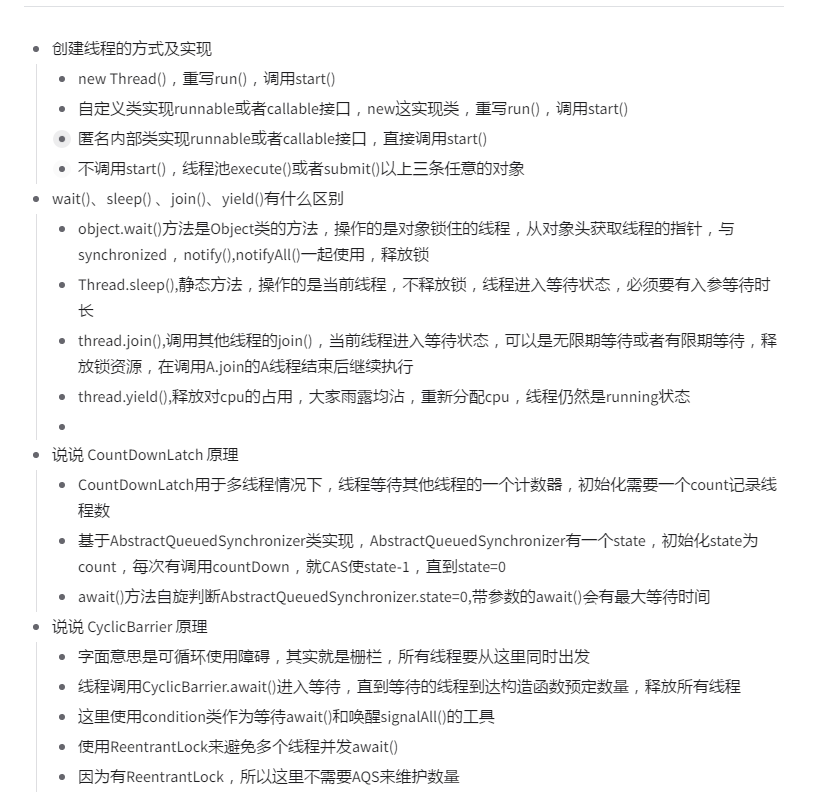 创建线程的方式及实现
new Thread()，重写run()，调用start()
自定义类实现runnable或者callable接口，new这实现类，重写run()，调用start()
匿名内部类实现runnable或者callable接口，直接调用start()
不调用start()，线程池execute()或者submit()以上三条任意的对象
wait()、sleep() 、join()、yield()有什么区别
object.wait()方法是Object类的方法，操作的是对象锁住的线程，从对象头获取线程的指针，与
synchronized，notify(),notifyAll()一起使用，释放锁
Thread.sleep(),静态方法，操作的是当前线程，不释放锁，线程进入等待状态，必须要有入参等待时
长
thread.join(),调用其他线程的join()，当前线程进入等待状态，可以是无限期等待或者有限期等待，释
放锁资源，在调用A.join的A线程结束后继续执行
thread.yield(),释放对cpu的占用，大家雨露均沾，重新分配cpu，线程仍然是running状态
说说 CountDownLatch 原理
CountDownLatch用于多线程情况下，线程等待其他线程的一个计数器，初始化需要一个count记录线
程数
基于AbstractQueuedSynchronizer类实现，AbstractQueuedSynchronizer有一个state，初始化state为
count，每次有调用countDown，就CAS使state-1，直到state=0
await()方法自旋判断AbstractQueuedSynchronizer.state=0,带参数的await()会有最大等待时间
说说 CyclicBarrier 原理
字面意思是可循环使用障碍，其实就是栅栏，所有线程要从这里同时出发
线程调用CyclicBarrier.await()进入等待，直到等待的线程到达构造函数预定数量，释放所有线程
这里使用condition类作为等待await()和唤醒signalAll()的工具
使用ReentrantLock来避免多个线程并发await()
因为有ReentrantLock，所以这里不需要AQS来维护数量